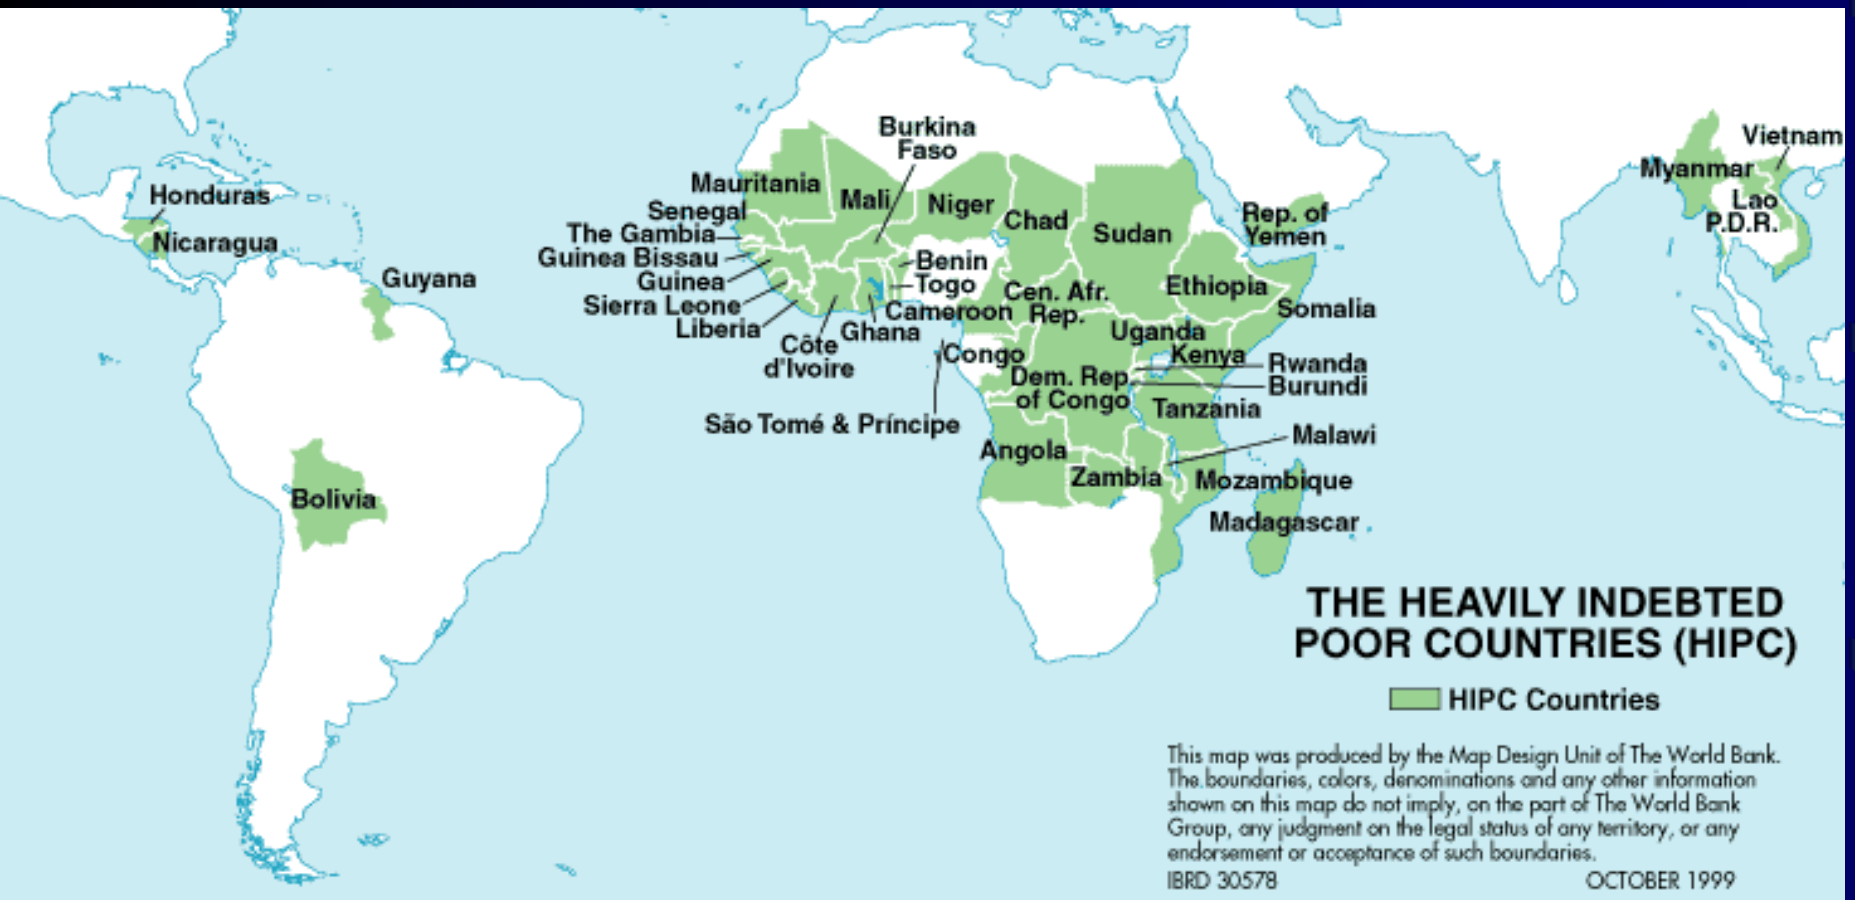 Honduras
Nicaragua
Guyana
Bolivia
Burkina
Faso
Mauritania
Mali
Niger
Chad
Sudan
Senegal
The Gambia
Guinea Bissau
Guinea
Sierra Leone
Liberia
Côte
d'Ivoire
Ghana
Benin
Togo
Cameroon
Cen. Afr.
Rep.
Ethiopia
Somalia
Uganda
Kenya
Congo
Dem. Rep.
of Congo
Rwanda
Burundi
Tanzania
São Tomé & Príncipe
Angola
Zambia
Malawi
Mozambique
Madagascar
Rep. of
Yemen
Myanmar
Vietnam
Lao
P.D.R.
THE HEAVILY INDEBTED
POOR COUNTRIES (HIPC)
HIPC Countries
This map was produced by the Map Design Unit of The World Bank.
The boundaries, colors, denominations and any other information
shown on this map do not imply, on the part of The World Bank
Group, any judgment on the legal status of any territory, or any
endorsement or acceptance of such boundaries.
IBRD 30578 OCTOBER 1999